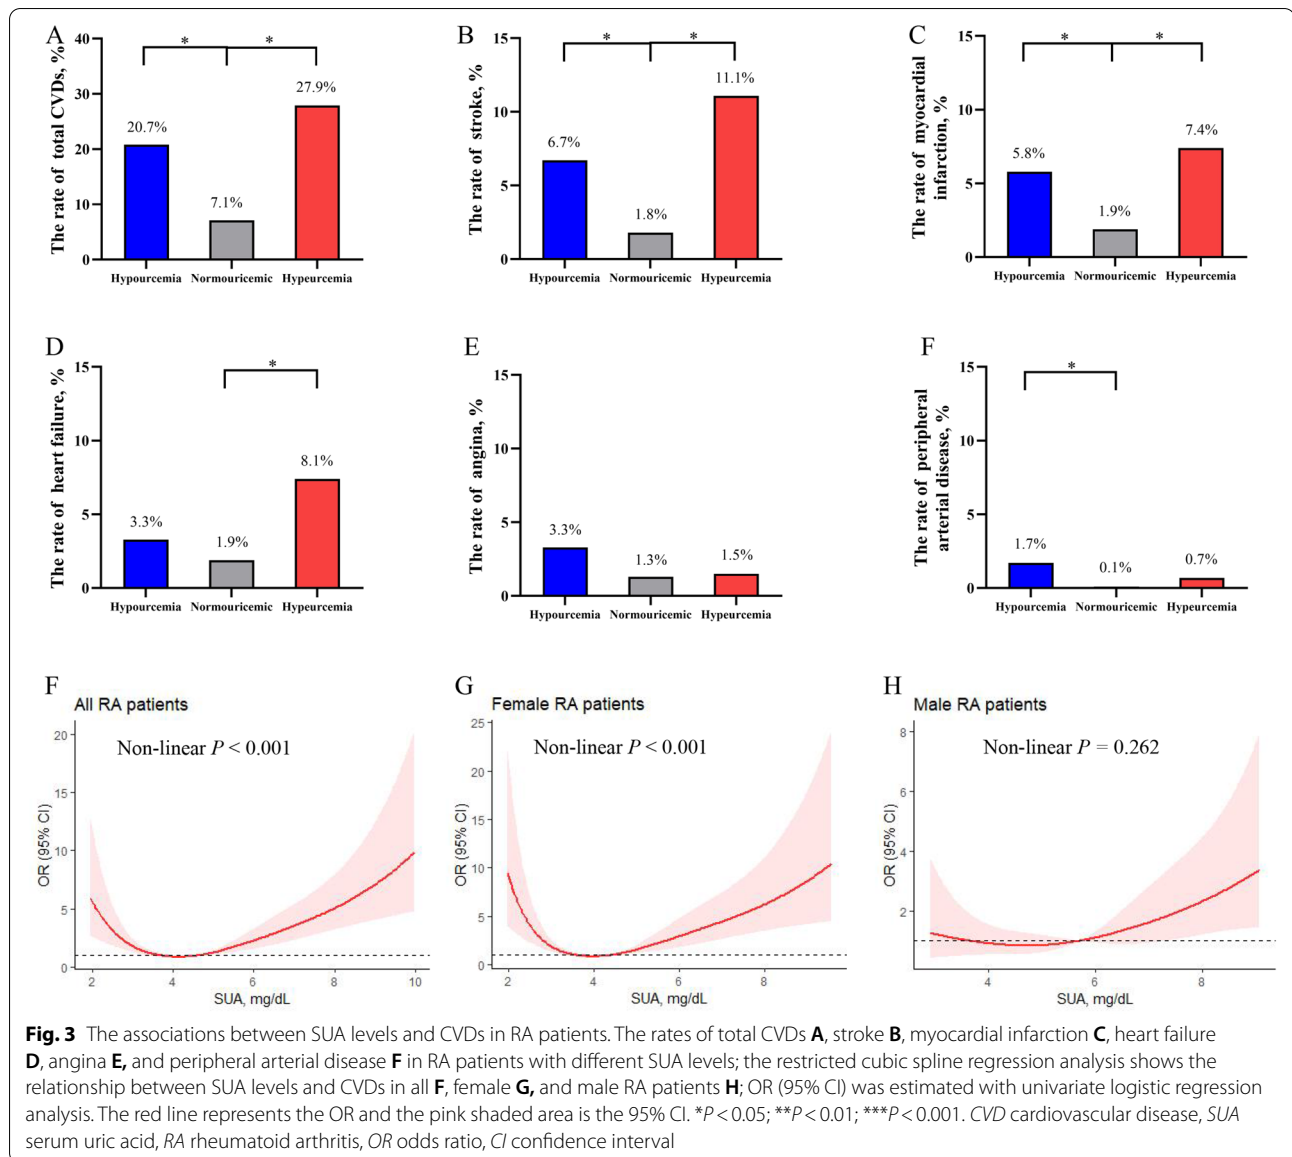 A
The rate of total CVDs, %
40
30
20
10
0
*
*
20.7%
7.1%
27.9%
Hypourcemia Normouricemic Hypeurcemia
B
The rate of stroke, %
15
10
5
0
*
*
6.7%
1.8%
11.1%
Hypourcemia Normouricemic Hypeurcemia
C
The rate of myocardial
infarction, %
15
10
5
0
*
*
5.8%
1.9%
7.4%
Hypourcemia Normouricemic Hypeurcemia
D
The rate of heart failure, %
15
10
5
0
*
3.3%
1.9%
8.1%
Hypourcemia Normouricemic Hypeurcemia
E
The rate of angina, %
15
10
5
0
3.3%
1.3%
1.5%
Hypourcemia Normouricemic Hypeurcemia
F
The rate of peripheral
arterial disease, %
15
10
5
0
*
1.7%
0.1%
0.7%
Hypourcemia Normouricemic Hypeurcemia
F
All RA patients
Non-linear P < 0.001
OR (95% CI)
20
15
10
5
0
2 4 6 8 10
SUA, mg/dL
G
Female RA patients
Non-linear P < 0.001
OR (95% CI)
25
20
15
10
5
0
2 4 6 8
SUA, mg/dL
H
Male RA patients
Non-linear P = 0.262
OR (95% CI)
8
6
4
2
4 6 8
SUA, mg/dL
Fig. 3 The associations between SUA levels and CVDs in RA patients. The rates of total CVDs A, stroke B, myocardial infarction C, heart failure
D, angina E, and peripheral arterial disease F in RA patients with different SUA levels; the restricted cubic spline regression analysis shows the
relationship between SUA levels and CVDs in all F, female G, and male RA patients H; OR (95% CI) was estimated with univariate logistic regression
analysis. The red line represents the OR and the pink shaded area is the 95% CI. *P < 0.05; **P < 0.01; ***P < 0.001. CVD cardiovascular disease, SUA
serum uric acid, RA rheumatoid arthritis, OR odds ratio, CI confidence interval